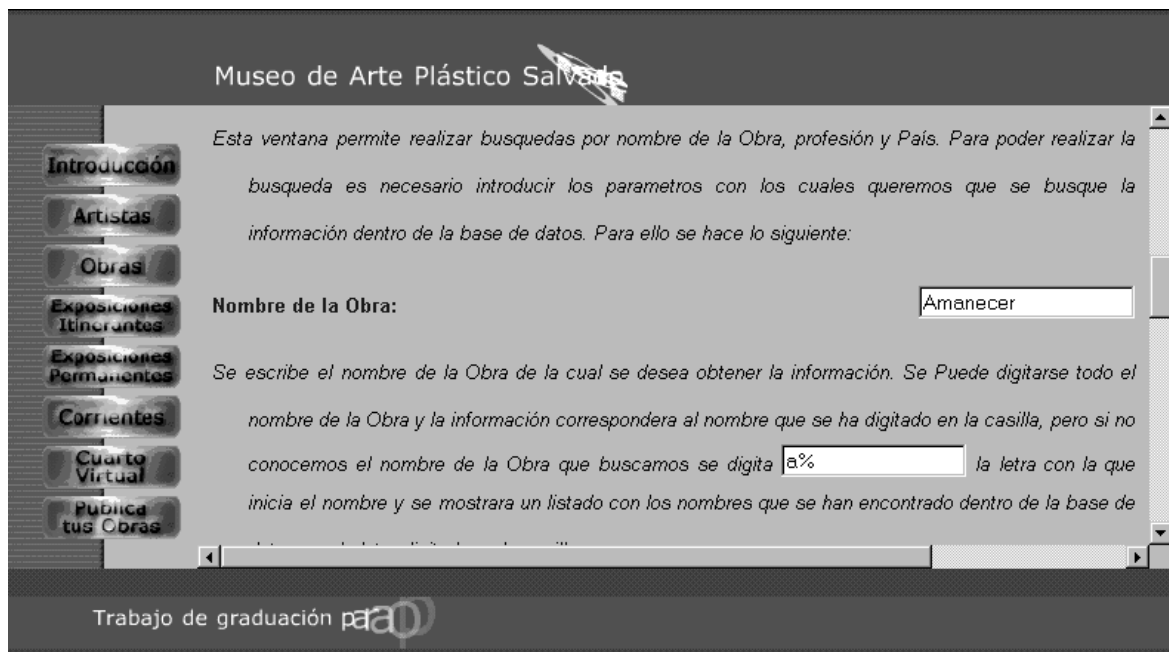 Museo de Arte Plástico Salvado
Introducción
Artistas
Obras
Exposiciones
Itinerantes
Exposiciones
Permanentes
Corrientes
Cuarto
Virtual
Publica
tus Obras
Esta ventana permite realizar busquedas por nombre de la Obra, profesión y País. Para poder realizar la
busqueda es necesario introducir los parametros con los cuales queremos que se busque la
información dentro de la base de datos. Para ello se hace lo siguiente:
Nombre de la Obra: Amanecer
Se escribe el nombre de la Obra de la cual se desea obtener la información. Se Puede digitarse todo el
nombre de la Obra y la información correspondera al nombre que se ha digitado en la casilla, pero si no
conocemos el nombre de la Obra que buscamos se digita a% la letra con la que
inicia el nombre y se mostrara un listado con los nombres que se han encontrado dentro de la base de
Trabajo de graduación